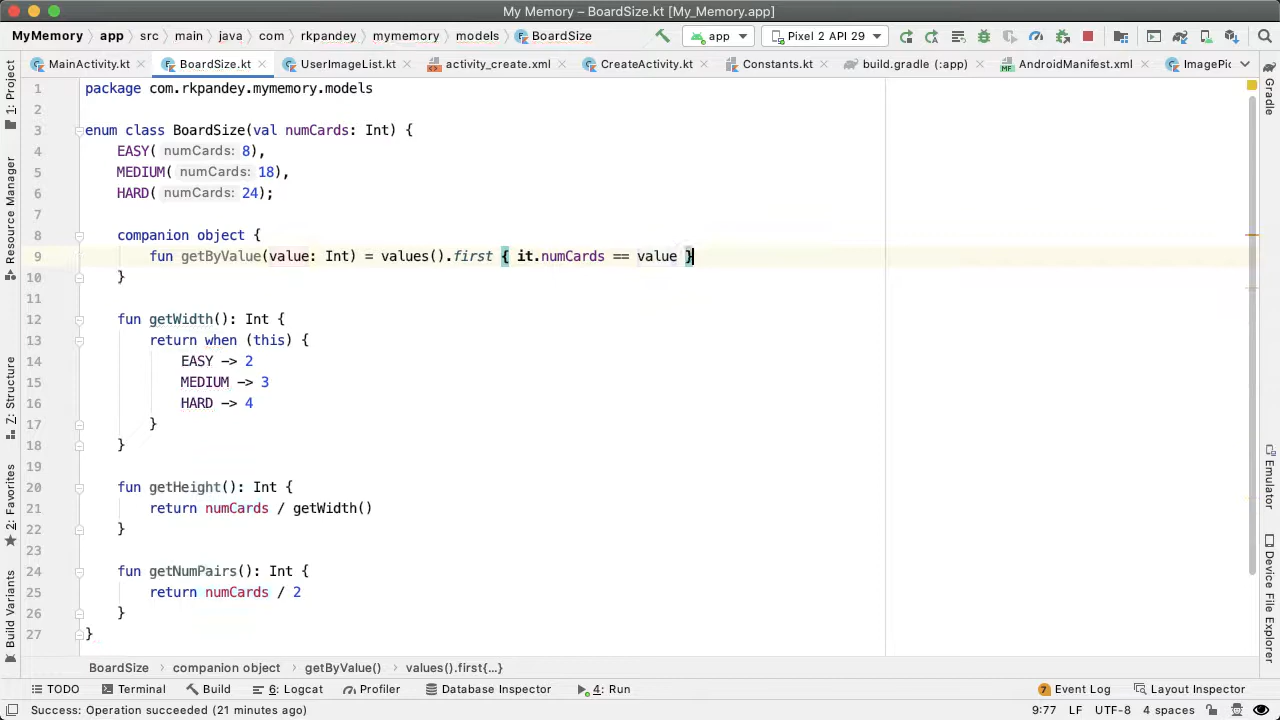 My Memory – BoardSize.kt [My_Memory.app]
MyMemory app src main java com rkpandey mymemory models BoardSize app Pixel 2 API 29
MainActivity.kt BoardSize.kt UserImageList.kt activity_create.xml CreateActivity.kt Constants.kt build.gradle (:app) AndroidManifest.xml ImagePic
1: Project
Resource Manager
Z: Structure
2: Favorites
Build Variants
1 package com.rkpandey.mymemory.models
2
3 enum class BoardSize(val numCards: Int) {
4 EASY( numCards: 8),
5 MEDIUM( numCards: 18),
6 HARD( numCards: 24);
7
8 companion object {
9 fun getByValue(value: Int) = values().first { it.numCards == value }
10 }
11
12 fun getWidth(): Int {
13 return when (this) {
14 EASY -> 2
15 MEDIUM -> 3
16 HARD -> 4
17 }
18 }
19
20 fun getHeight(): Int {
21 return numCards / getWidth()
22 }
23
24 fun getNumPairs(): Int {
25 return numCards / 2
26 }
27 }
Gradle
Emulator
Device File Explorer
BoardSize companion object getByValue() values().first{...}
TODO Terminal Build 6: Logcat Profiler Database Inspector 4: Run 7 Event Log Layout Inspector
Success: Operation succeeded (21 minutes ago) 9:77 LF UTF-8 4 spaces